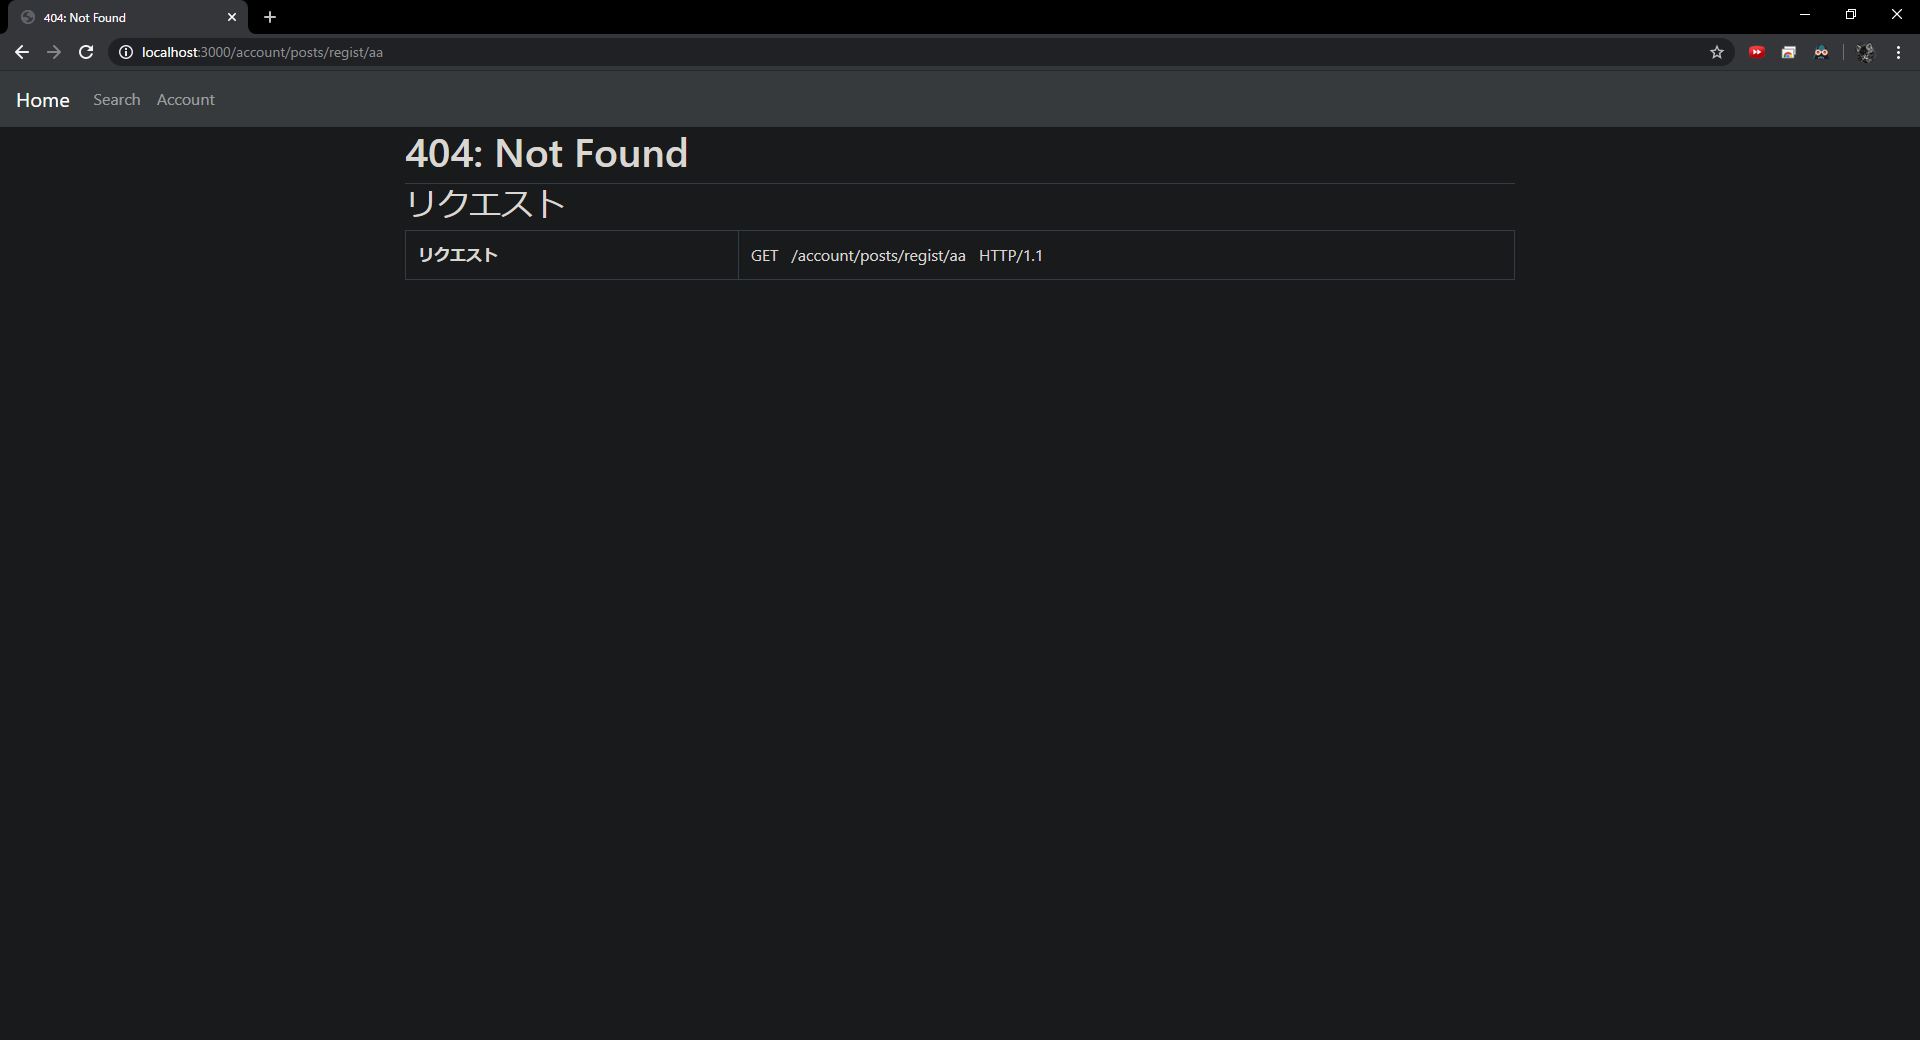 404: Not Found
localhost:3000/account/posts/regist/aa
Home Search Account
404: Not Found
リクエスト
リクエスト GET /account/posts/regist/aa HTTP/1.1